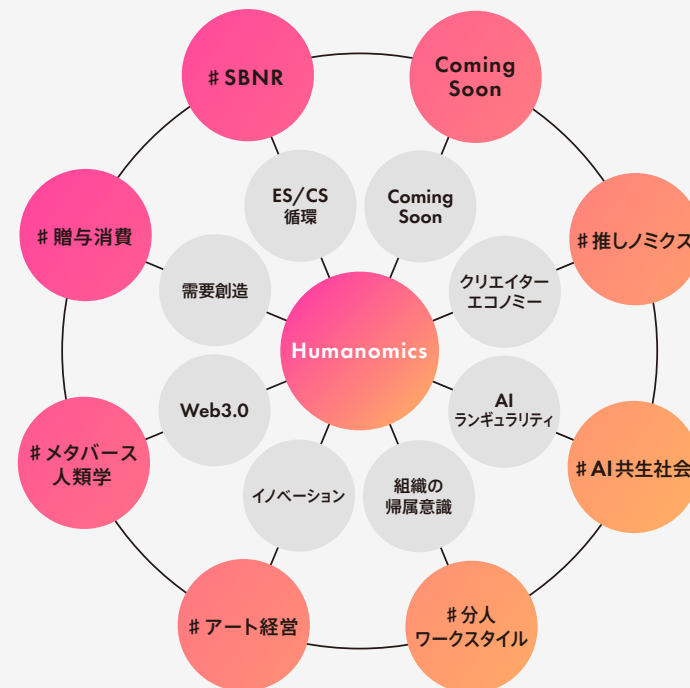 # SBNR
Coming
Soon
ES/CS
循環
Coming
Soon
# 贈与消費
# 推しノミクス
需要創造
クリエイター
エコノミー
Humanomics
Web3.0
AI
ランギュラリティ
# メタバース
人類学
# AI共生社会
イノベーション
組織の
帰属意識
# アート経営
# 分人
ワークスタイル